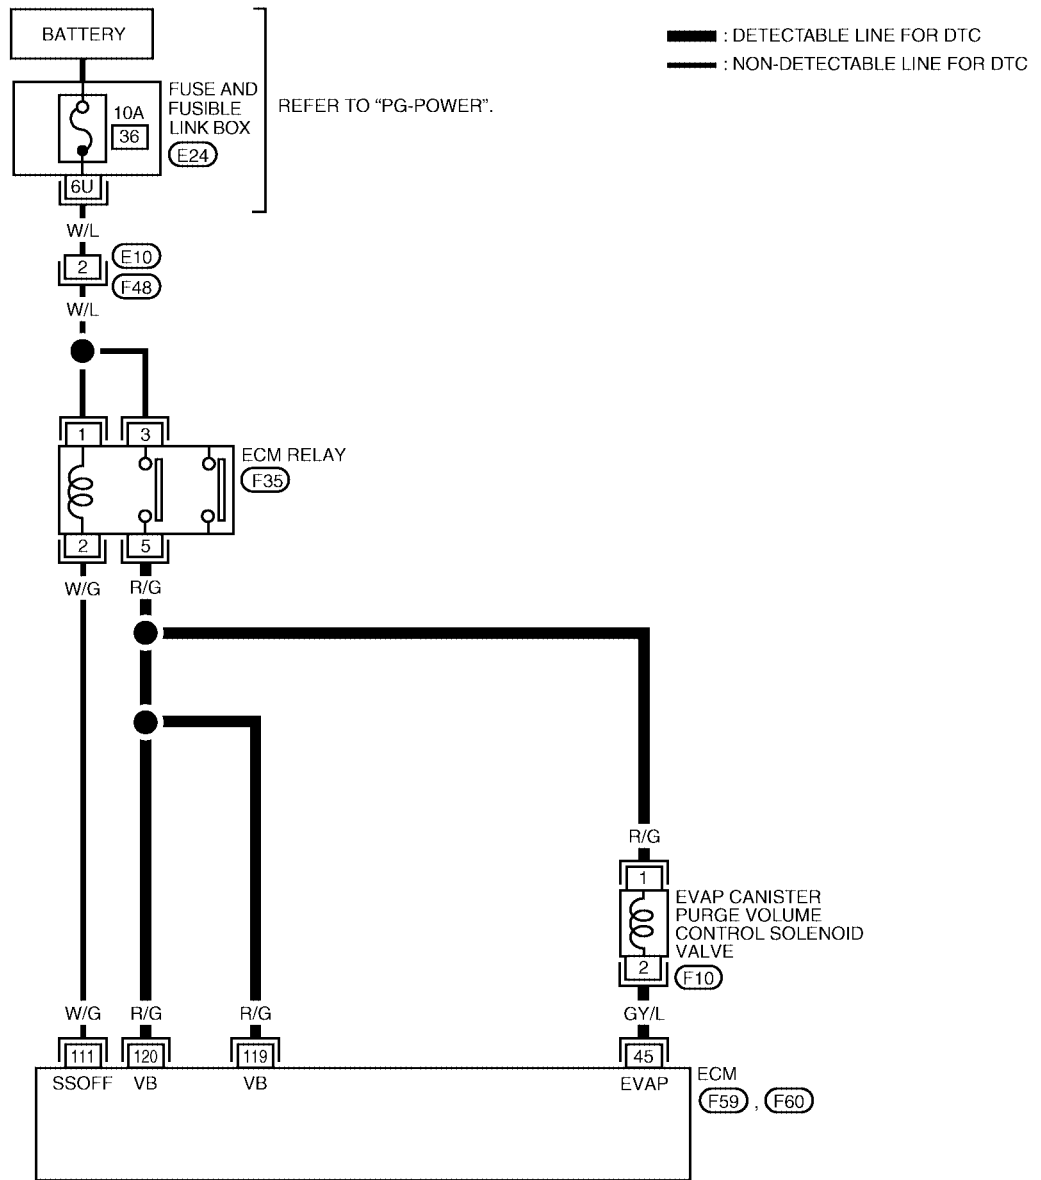 BATTERY
: DETECTABLE LINE FOR DTC
: NON-DETECTABLE LINE FOR DTC
FUSE AND
FUSIBLE
LINK BOX
E24
10A
36
REFER TO "PG-POWER".
6U
W/L
2
E10
F48
W/L
1
3
ECM RELAY
F35
2
5
W/G
R/G
R/G
1
EVAP CANISTER
PURGE VOLUME
CONTROL SOLENOID
VALVE
2
F10
W/G
R/G
R/G
GY/L
111
120
119
45
SSOFF
VB
VB
EVAP
ECM
F59 , F60